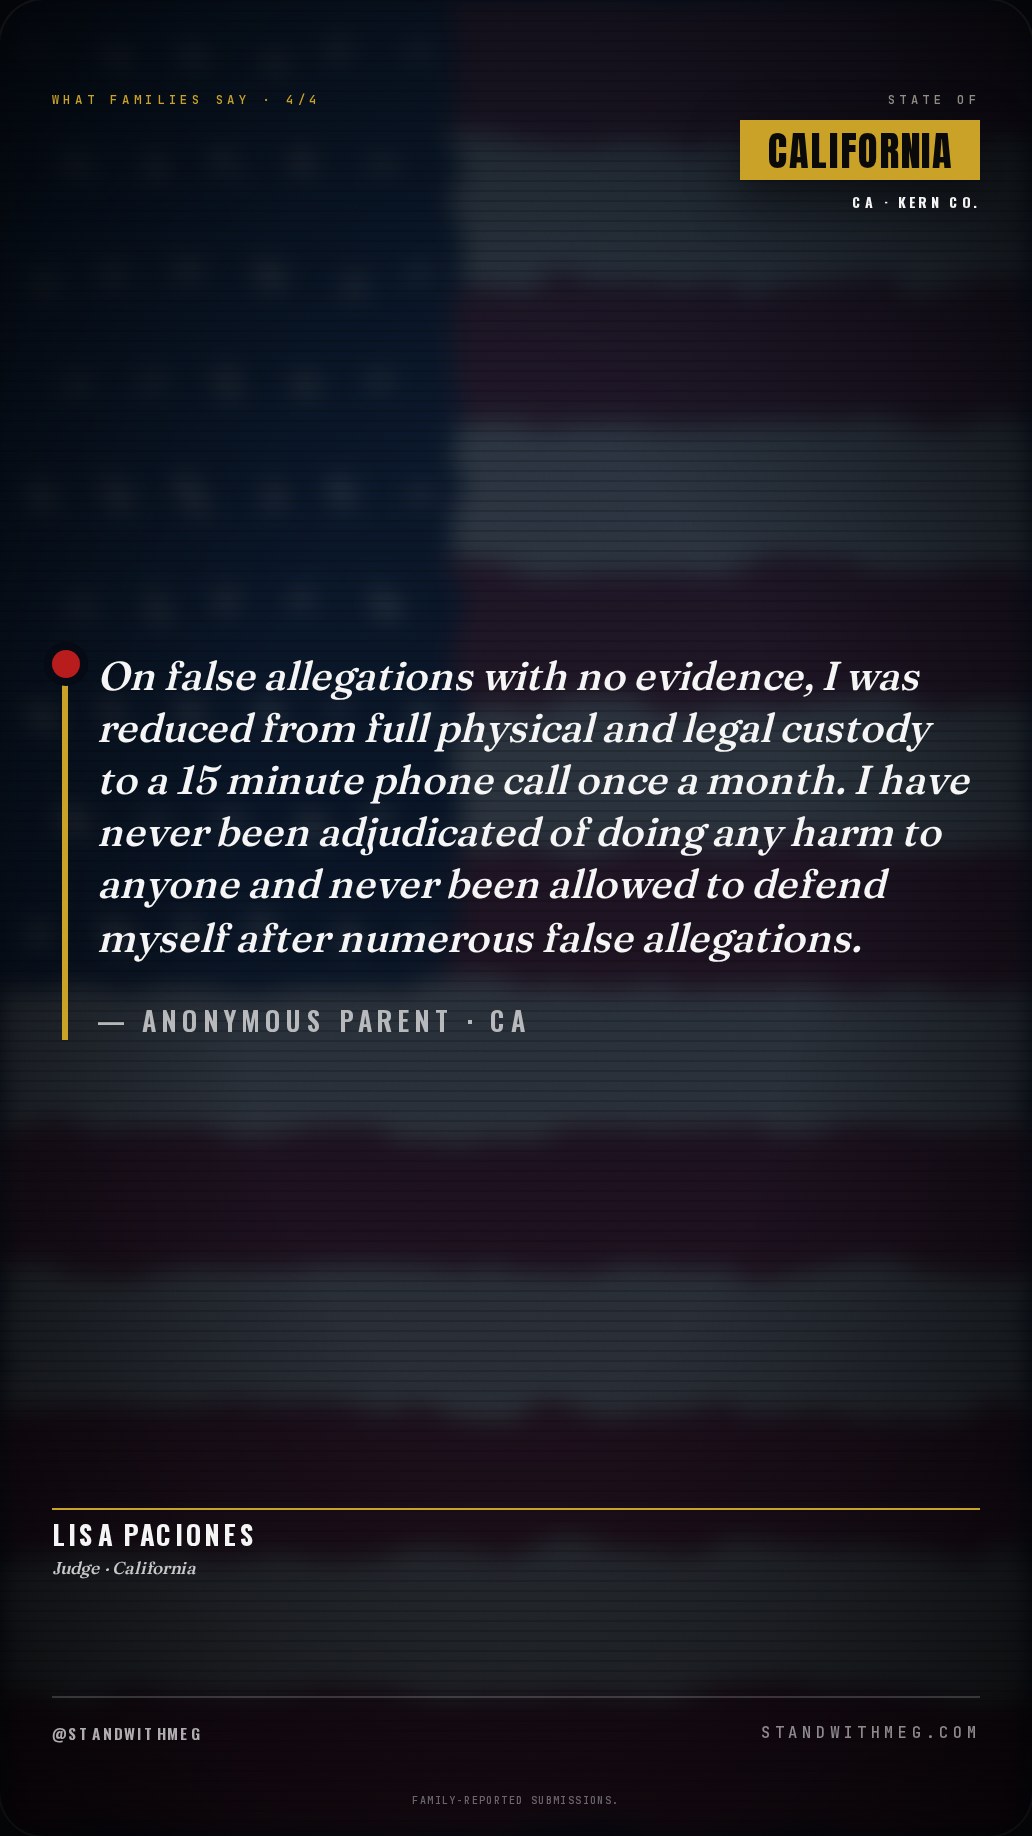 WHAT FAMILIES SAY · 4/4
STATE OF
CALIFORNIA
CA · KERN CO.
On false allegations with no evidence, I was
reduced from full physical and legal custody
to a 15 minute phone call once a month. I have
never been adjudicated of doing any harm to
anyone and never been allowed to defend
myself after numerous false allegations.
— ANONYMOUS PARENT · CA
LISA PACIONES
Judge · California
@STANDWITHMEG
STANDWITHMEG.COM
FAMILY-REPORTED SUBMISSIONS.